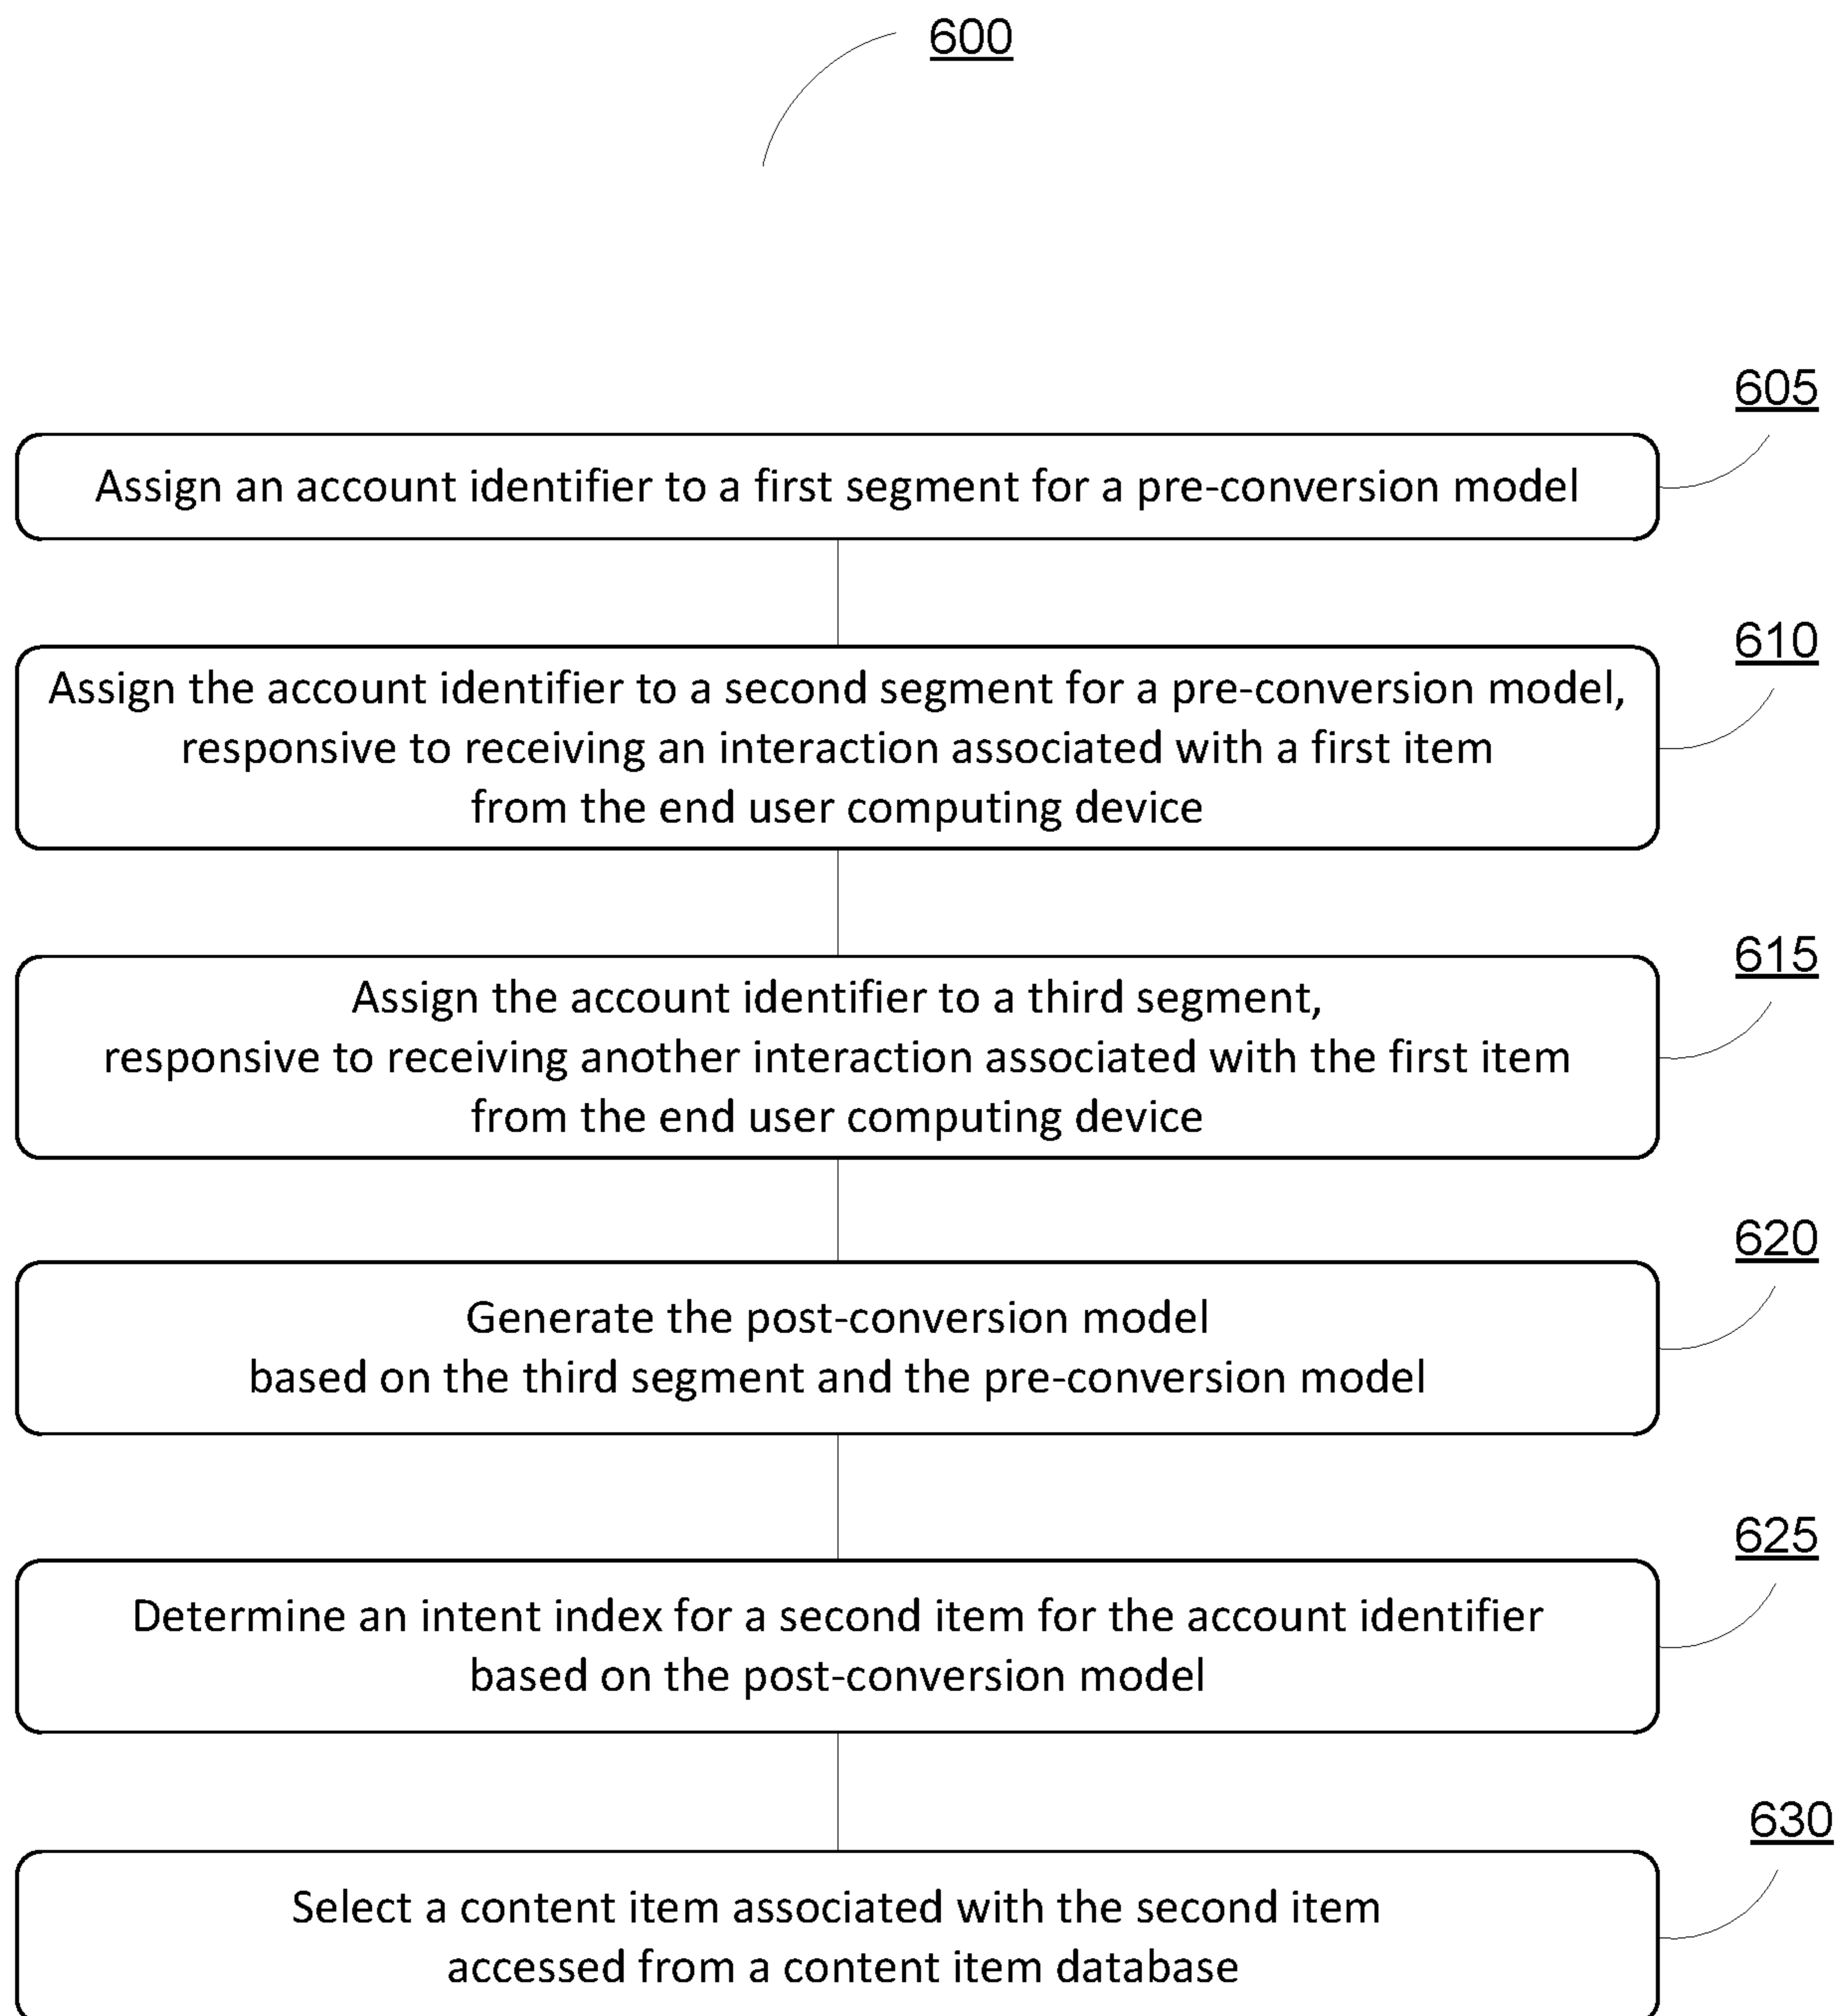 600
605
Assign an account identifier to a first segment for a pre-conversion model
610
Assign the account identifier to a second segment for a pre-conversion model,
responsive to receiving an interaction associated with a first item
from the end user computing device
615
Assign the account identifier to a third segment,
responsive to receiving another interaction associated with the first item
from the end user computing device
620
Generate the post-conversion model
based on the third segment and the pre-conversion model
625
Determine an intent index for a second item for the account identifier
based on the post-conversion model
630
Select a content item associated with the second item
accessed from a content item database